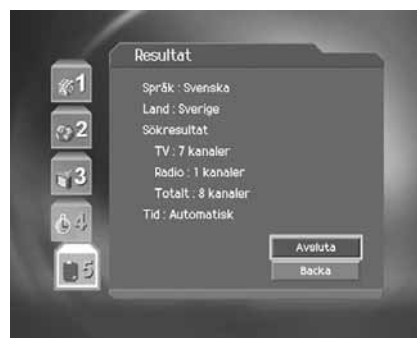 Resultat
1
Språk : Svenska
Land : Sverige
2
Sökresultat
TV : 7 kanaler
3
Radio : 1 kanaler
Totalt : 8 kanaler
4
Tid : Automatisk
5
Avsluta
Backa